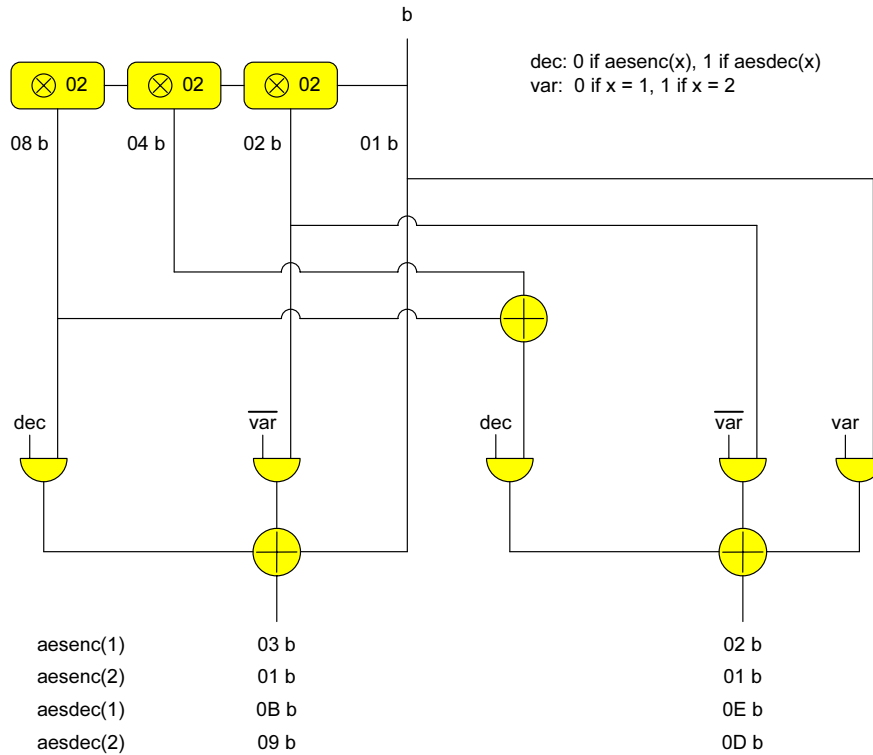 b
dec: 0 if aesenc(x), 1 if aesdec(x)
var: 0 if x = 1, 1 if x = 2
⊗ 02 ⊗ 02 ⊗ 02
08 b 04 b 02 b 01 b
dec v̅a̅r̅ dec v̅a̅r̅ var
aesenc(1) 03 b 02 b
aesenc(2) 01 b 01 b
aesdec(1) 0B b 0E b
aesdec(2) 09 b 0D b